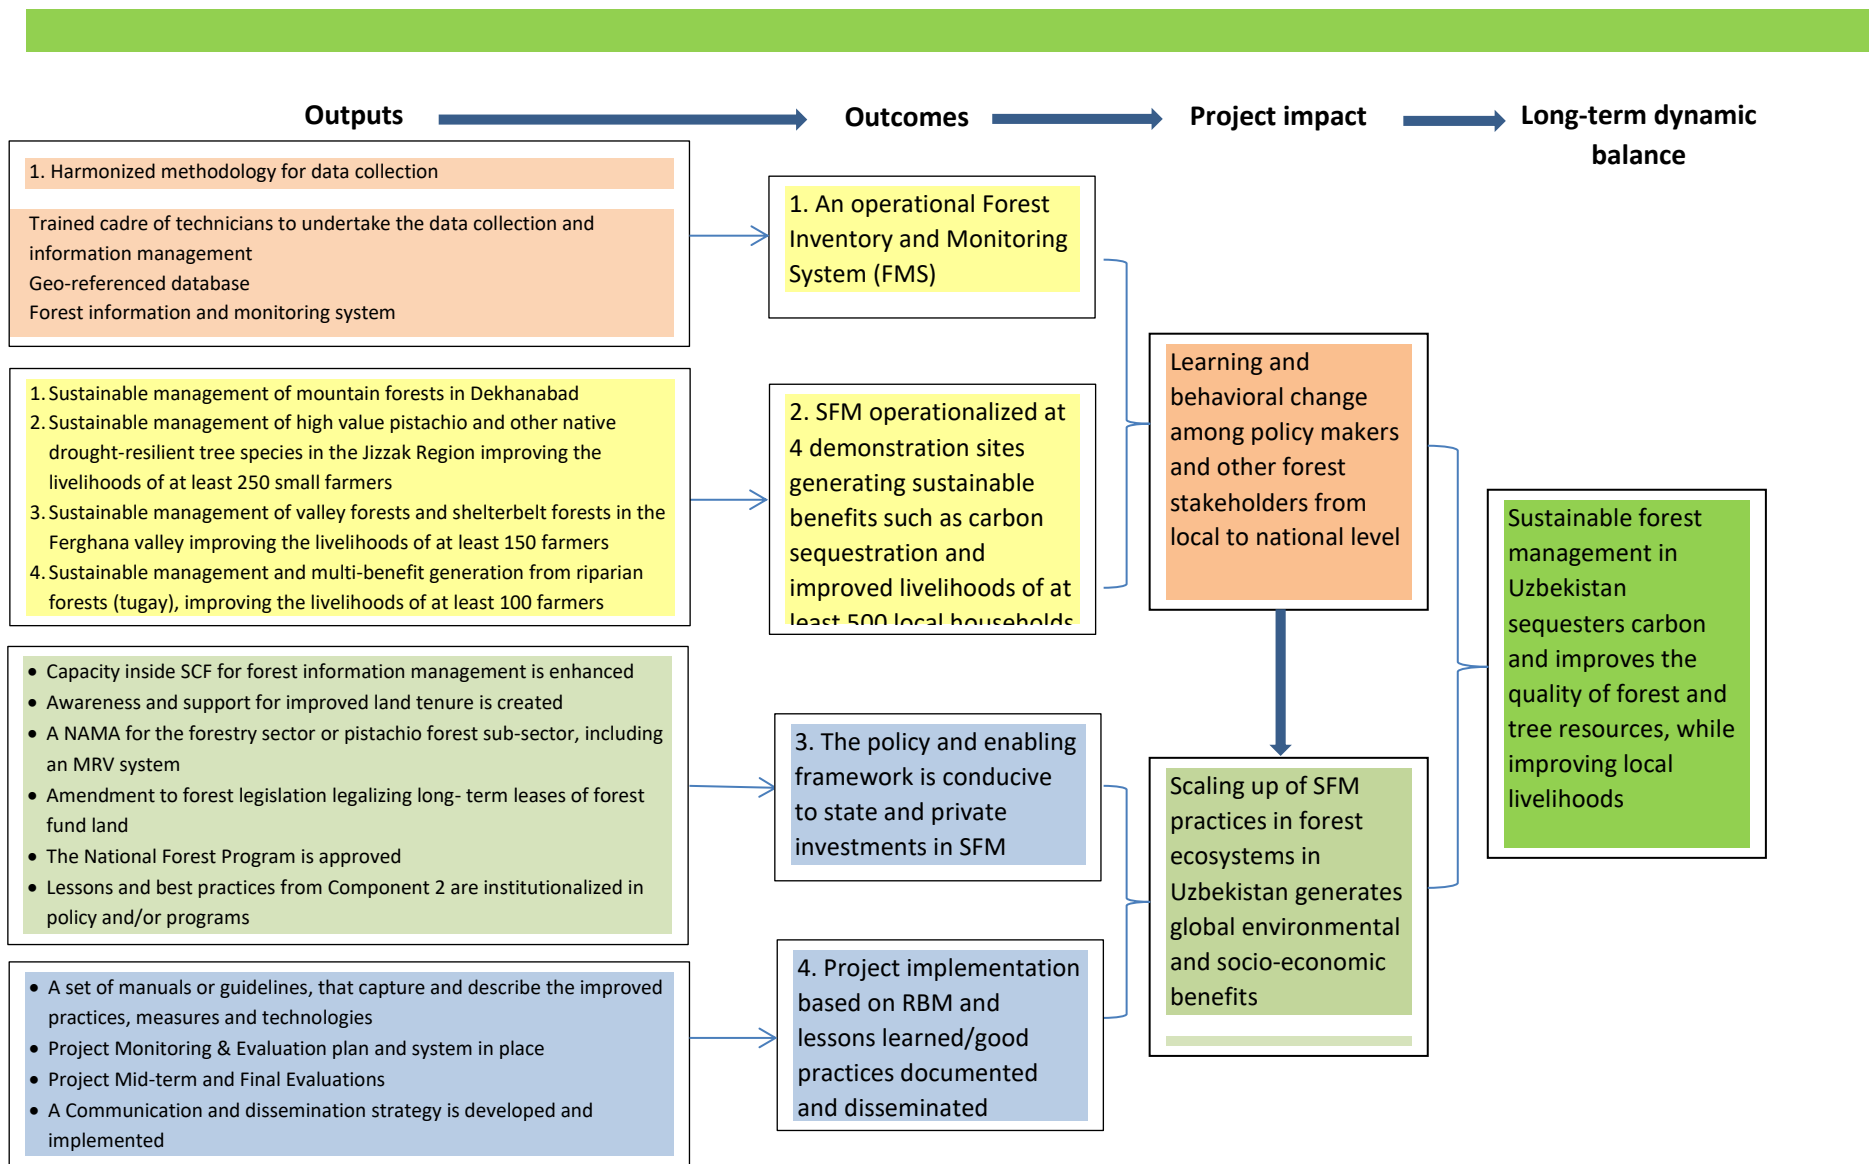 Outputs
Outcomes
Project impact
Long-term dynamic
balance
1. Harmonized methodology for data collection
Trained cadre of technicians to undertake the data collection and
information management
Geo-referenced database
Forest information and monitoring system
1. Sustainable management of mountain forests in Dekhanabad
2. Sustainable management of high value pistachio and other native
drought-resilient tree species in the Jizzak Region improving the
livelihoods of at least 250 small farmers
3. Sustainable management of valley forests and shelterbelt forests in the
Ferghana valley improving the livelihoods of at least 150 farmers
4. Sustainable management and multi-benefit generation from riparian
forests (tugay), improving the livelihoods of at least 100 farmers
• Capacity inside SCF for forest information management is enhanced
• Awareness and support for improved land tenure is created
• A NAMA for the forestry sector or pistachio forest sub-sector, including
an MRV system
• Amendment to forest legislation legalizing long- term leases of forest
fund land
• The National Forest Program is approved
• Lessons and best practices from Component 2 are institutionalized in
policy and/or programs
• A set of manuals or guidelines, that capture and describe the improved
practices, measures and technologies
• Project Monitoring & Evaluation plan and system in place
• Project Mid-term and Final Evaluations
• A Communication and dissemination strategy is developed and
implemented
1. An operational Forest
Inventory and Monitoring
System (FMS)
2. SFM operationalized at
4 demonstration sites
generating sustainable
benefits such as carbon
sequestration and
improved livelihoods of at
least 500 local households
3. The policy and enabling
framework is conducive
to state and private
investments in SFM
4. Project implementation
based on RBM and
lessons learned/good
practices documented
and disseminated
Learning and
behavioral change
among policy makers
and other forest
stakeholders from
local to national level
Scaling up of SFM
practices in forest
ecosystems in
Uzbekistan generates
global environmental
and socio-economic
benefits
Sustainable forest
management in
Uzbekistan
sequesters carbon
and improves the
quality of forest and
tree resources, while
improving local
livelihoods